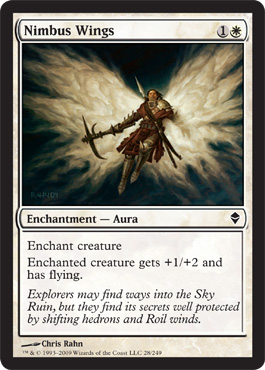 Nimbus Wings 1
Enchantment — Aura
Enchant creature
Enchanted creature gets +1/+2 and
has flying.
Explorers may find ways into the Sky
Ruin, but they find its secrets well protected
by shifting hedrons and Roil winds.
Chris Rahn
™ & © 1993–2009 Wizards of the Coast LLC 28/249